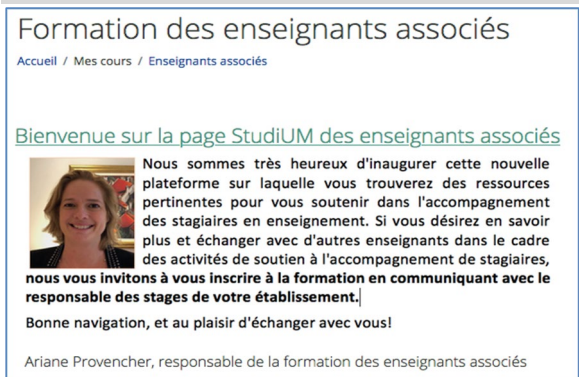 Formation des enseignants associés
Accueil / Mes cours / Enseignants associés
Bienvenue sur la page StudiUM des enseignants associés
Nous sommes très heureux d'inaugurer cette nouvelle
plateforme sur laquelle vous trouverez des ressources
pertinentes pour vous soutenir dans l'accompagnement
des stagiaires en enseignement. Si vous désirez en savoir
plus et échanger avec d'autres enseignants dans le cadre
des activités de soutien à l'accompagnement de stagiaires,
nous vous invitons à vous inscrire à la formation en communiquant avec le
responsable des stages de votre établissement.
Bonne navigation, et au plaisir d'échanger avec vous!
Ariane Provencher, responsable de la formation des enseignants associés